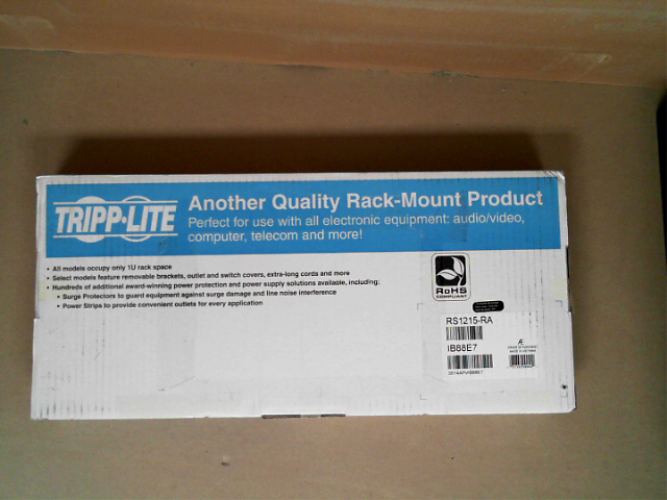 TRIPP·LITE
Another Quality Rack-Mount Product
Perfect for use with all electronic equipment: audio/video,
computer, telecom and more!
• All models occupy only 1U rack space
• Select models feature removable brackets, outlet and switch covers, extra-long cords and more
• Hundreds of additional award-winning power protection and power supply solutions available, including:
• Surge Protectors to guard equipment against surge damage and line noise interference
• Power Strips to provide convenient outlets for every application
RoHS
COMPLIANT
RS1215-RA
IB88E7